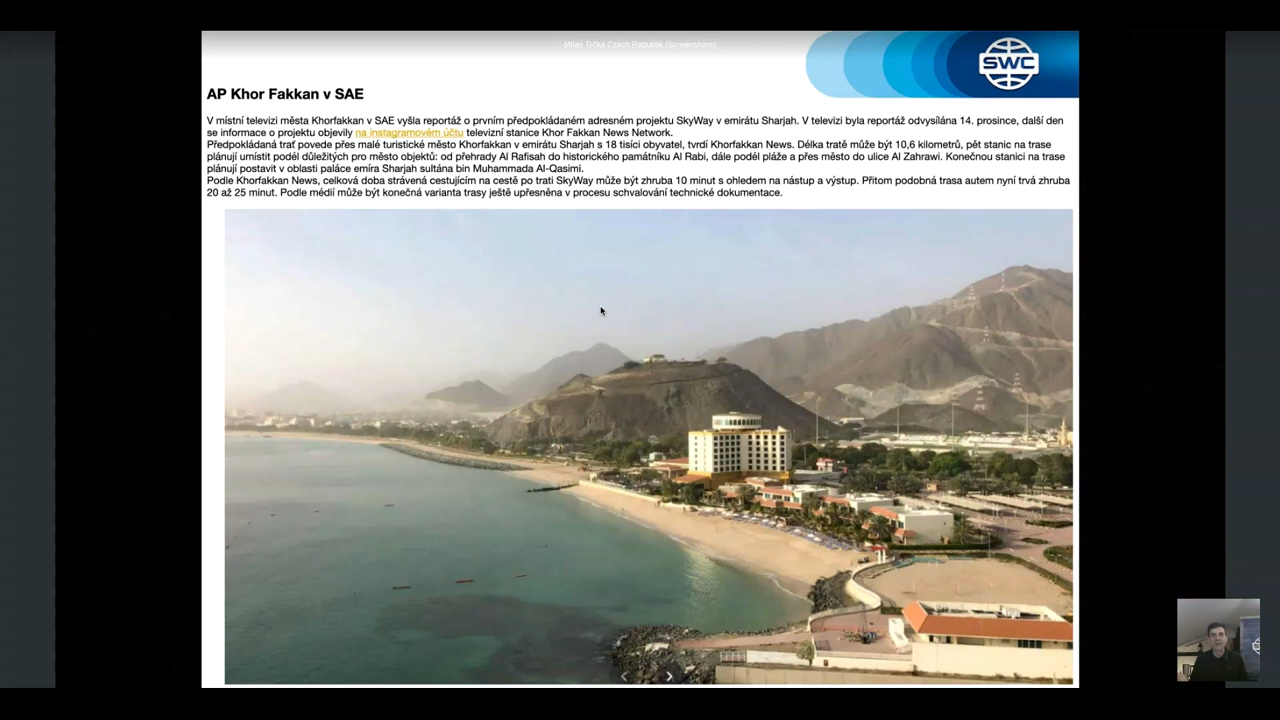 Milan Trčka Czech Republic (Screenshare)
SWC
AP Khor Fakkan v SAE
V místní televizi města Khorfakkan v SAE vyšla reportáž o prvním předpokládaném adresném projektu SkyWay v emirátu Sharjah. V televizi byla reportáž odvysílána 14. prosince, další den
se informace o projektu objevily na instagramovém účtu televizní stanice Khor Fakkan News Network.
Předpokládaná trať povede přes malé turistické město Khorfakkan v emirátu Sharjah s 18 tisíci obyvatel, tvrdí Khorfakkan News. Délka tratě může být 10,6 kilometrů, pět stanic na trase
plánují umístit podél důležitých pro město objektů: od přehrady Al Rafisah do historického památníku Al Rabi, dále podél pláže a přes město do ulice Al Zahrawi. Konečnou stanici na trase
plánují postavit v oblasti paláce emíra Sharjah sultána bin Muhammada Al-Qasimi.
Podle Khorfakkan News, celková doba strávená cestujícím na cestě po trati SkyWay může být zhruba 10 minut s ohledem na nástup a výstup. Přitom podobná trasa autem nyní trvá zhruba
20 až 25 minut. Podle médií může být konečná varianta trasy ještě upřesněna v procesu schvalování technické dokumentace.